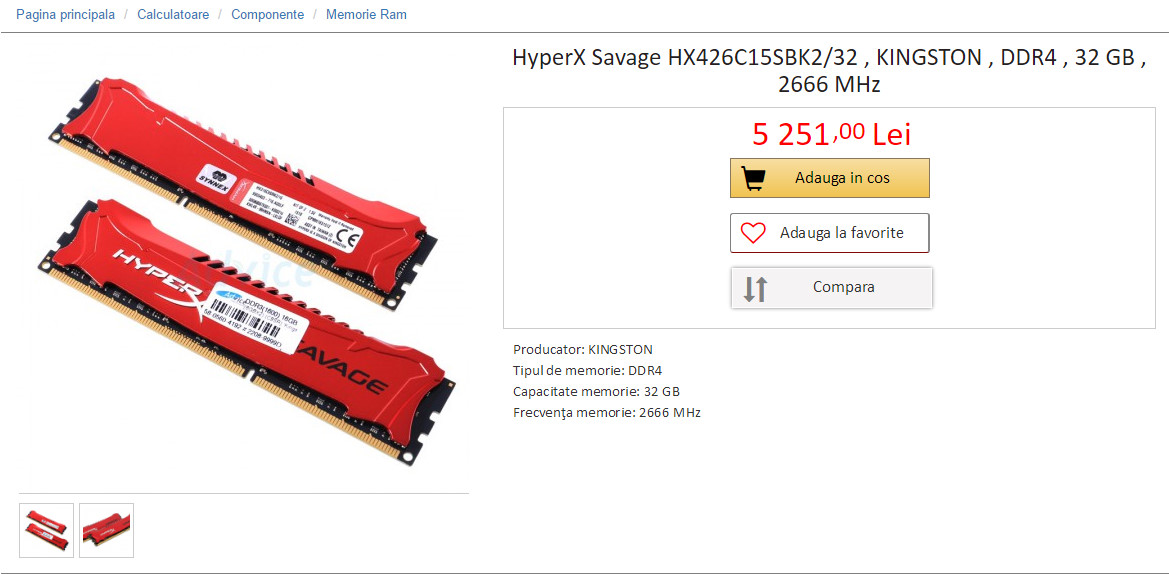 Pagina principala / Calculatoare / Componente / Memorie Ram
HyperX Savage HX426C15SBK2/32 , KINGSTON , DDR4 , 32 GB ,
2666 MHz
5 251,00 Lei
Adauga in cos
Adauga la favorite
Compara
Producator: KINGSTON
Tipul de memorie: DDR4
Capacitate memorie: 32 GB
Frecvenţa memorie: 2666 MHz
SYNNEX
CE
HYPERX
DDR3(1600) 16GB
SAVAGE